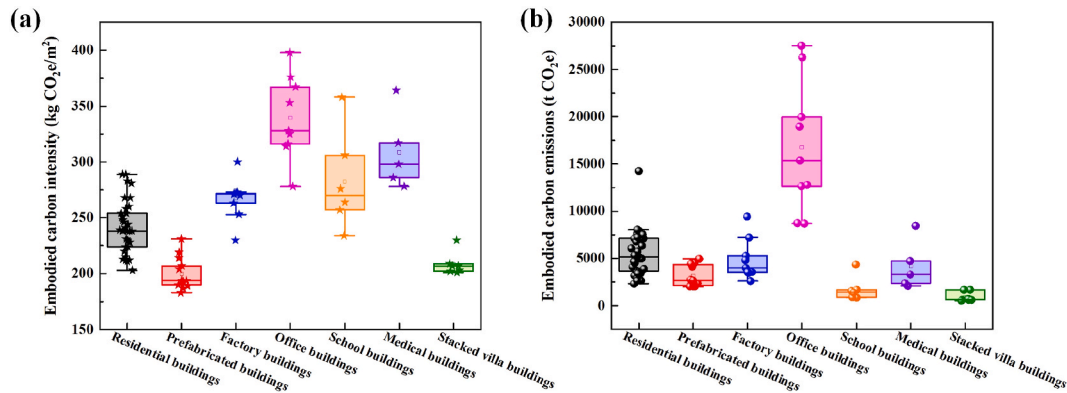 (a)
Embodied carbon intensity (kg CO₂e/m²)
400
350
300
250
200
150
Residential buildings
Prefabricated buildings
Factory buildings
Office buildings
School buildings
Medical buildings
Stacked villa buildings
(b)
Embodied carbon emissions (t CO₂e)
30000
25000
20000
15000
10000
5000
0
Residential buildings
Prefabricated buildings
Factory buildings
Office buildings
School buildings
Medical buildings
Stacked villa buildings